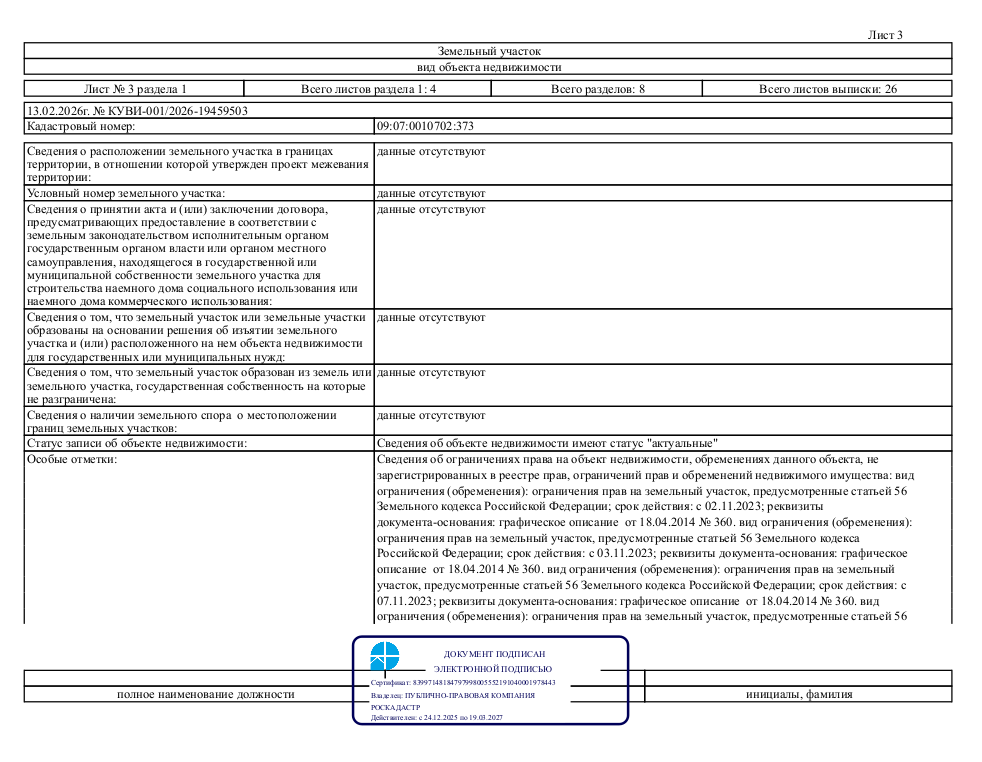 Лист 3
Земельный участок
вид объекта недвижимости
Лист № 3 раздела 1
Всего листов раздела 1: 4
Всего разделов: 8
Всего листов выписки: 26
13.02.2026г. № КУВИ-001/2026-19459503
Кадастровый номер:
09:07:0010702:373
Сведения о расположении земельного участка в границах
территории, в отношении которой утвержден проект межевания
территории:
данные отсутствуют
Условный номер земельного участка:
данные отсутствуют
Сведения о принятии акта и (или) заключении договора,
предусматривающих предоставление в соответствии с
земельным законодательством исполнительным органом
государственным органом власти или органом местного
самоуправления, находящегося в государственной или
муниципальной собственности земельного участка для
строительства наемного дома социального использования или
наемного дома коммерческого использования:
данные отсутствуют
Сведения о том, что земельный участок или земельные участки
образованы на основании решения об изъятии земельного
участка и (или) расположенного на нем объекта недвижимости
для государственных или муниципальных нужд:
данные отсутствуют
Сведения о том, что земельный участок образован из земель или
земельного участка, государственная собственность на которые
не разграничена:
данные отсутствуют
Сведения о наличии земельного спора о местоположении
границ земельных участков:
данные отсутствуют
Статус записи об объекте недвижимости:
Сведения об объекте недвижимости имеют статус "актуальные"
Особые отметки:
Сведения об ограничениях права на объект недвижимости, обременениях данного объекта, не
зарегистрированных в реестре прав, ограничений прав и обременений недвижимого имущества: вид
ограничения (обременения): ограничения прав на земельный участок, предусмотренные статьей 56
Земельного кодекса Российской Федерации; срок действия: с 02.11.2023; реквизиты
документа-основания: графическое описание от 18.04.2014 № 360. вид ограничения (обременения):
ограничения прав на земельный участок, предусмотренные статьей 56 Земельного кодекса
Российской Федерации; срок действия: с 03.11.2023; реквизиты документа-основания: графическое
описание от 18.04.2014 № 360. вид ограничения (обременения): ограничения прав на земельный
участок, предусмотренные статьей 56 Земельного кодекса Российской Федерации; срок действия: с
07.11.2023; реквизиты документа-основания: графическое описание от 18.04.2014 № 360. вид
ограничения (обременения): ограничения прав на земельный участок, предусмотренные статьей 56
ДОКУМЕНТ ПОДПИСАН
ЭЛЕКТРОННОЙ ПОДПИСЬЮ
Сертификат: 83997148184797998005552191040001978443
Владелец: ПУБЛИЧНО-ПРАВОВАЯ КОМПАНИЯ
РОСКАДАСТР
Действителен: с 24.12.2025 по 19.03.2027
полное наименование должности
инициалы, фамилия